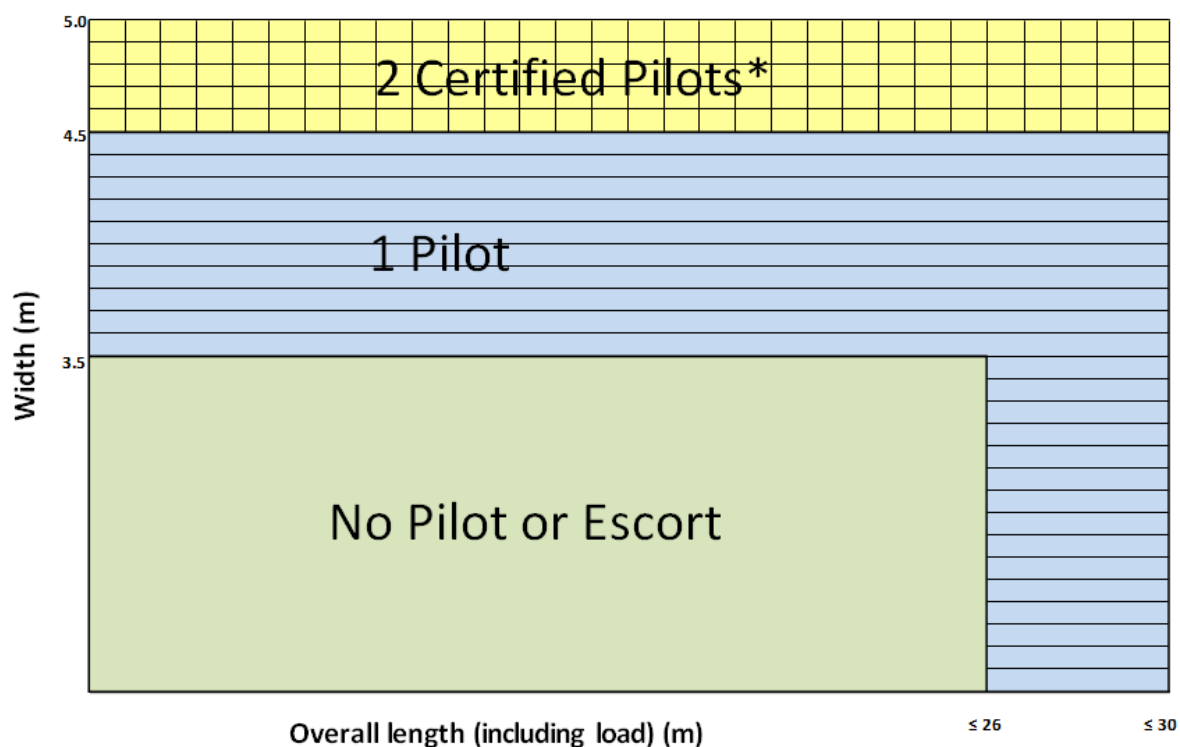 5.0
2 Certified Pilots*
4.5
1 Pilot
Width (m)
3.5
No Pilot or Escort
Overall length (including load) (m)
≤ 26
≤ 30